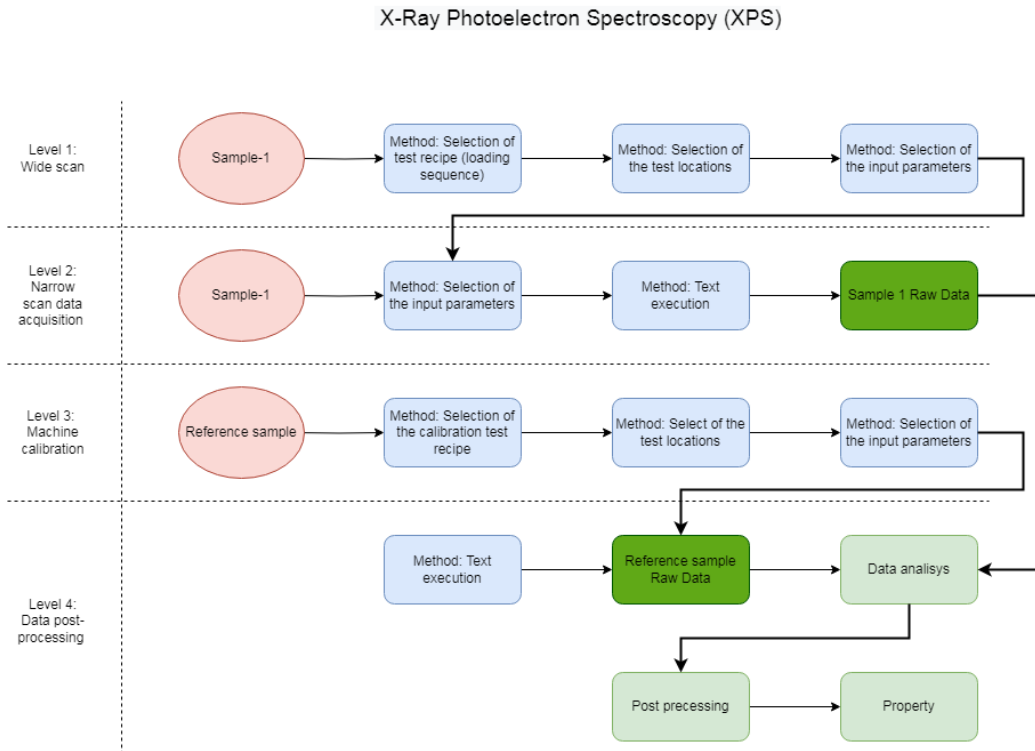 X-Ray Photoelectron Spectroscopy (XPS)
Level 1:
Wide scan
Sample-1
Method: Selection of
test recipe (loading
sequence)
Method: Selection of
the test locations
Method: Selection of
the input parameters
Level 2:
Narrow
scan data
acquisition
Sample-1
Method: Selection of
the input parameters
Method: Text
execution
Sample 1 Raw Data
Level 3:
Machine
calibration
Reference sample
Method: Selection of
the calibration test
recipe
Method: Select of the
test locations
Method: Selection of
the input parameters
Level 4:
Data post-
processing
Method: Text
execution
Reference sample
Raw Data
Data analisys
Post precessing
Property